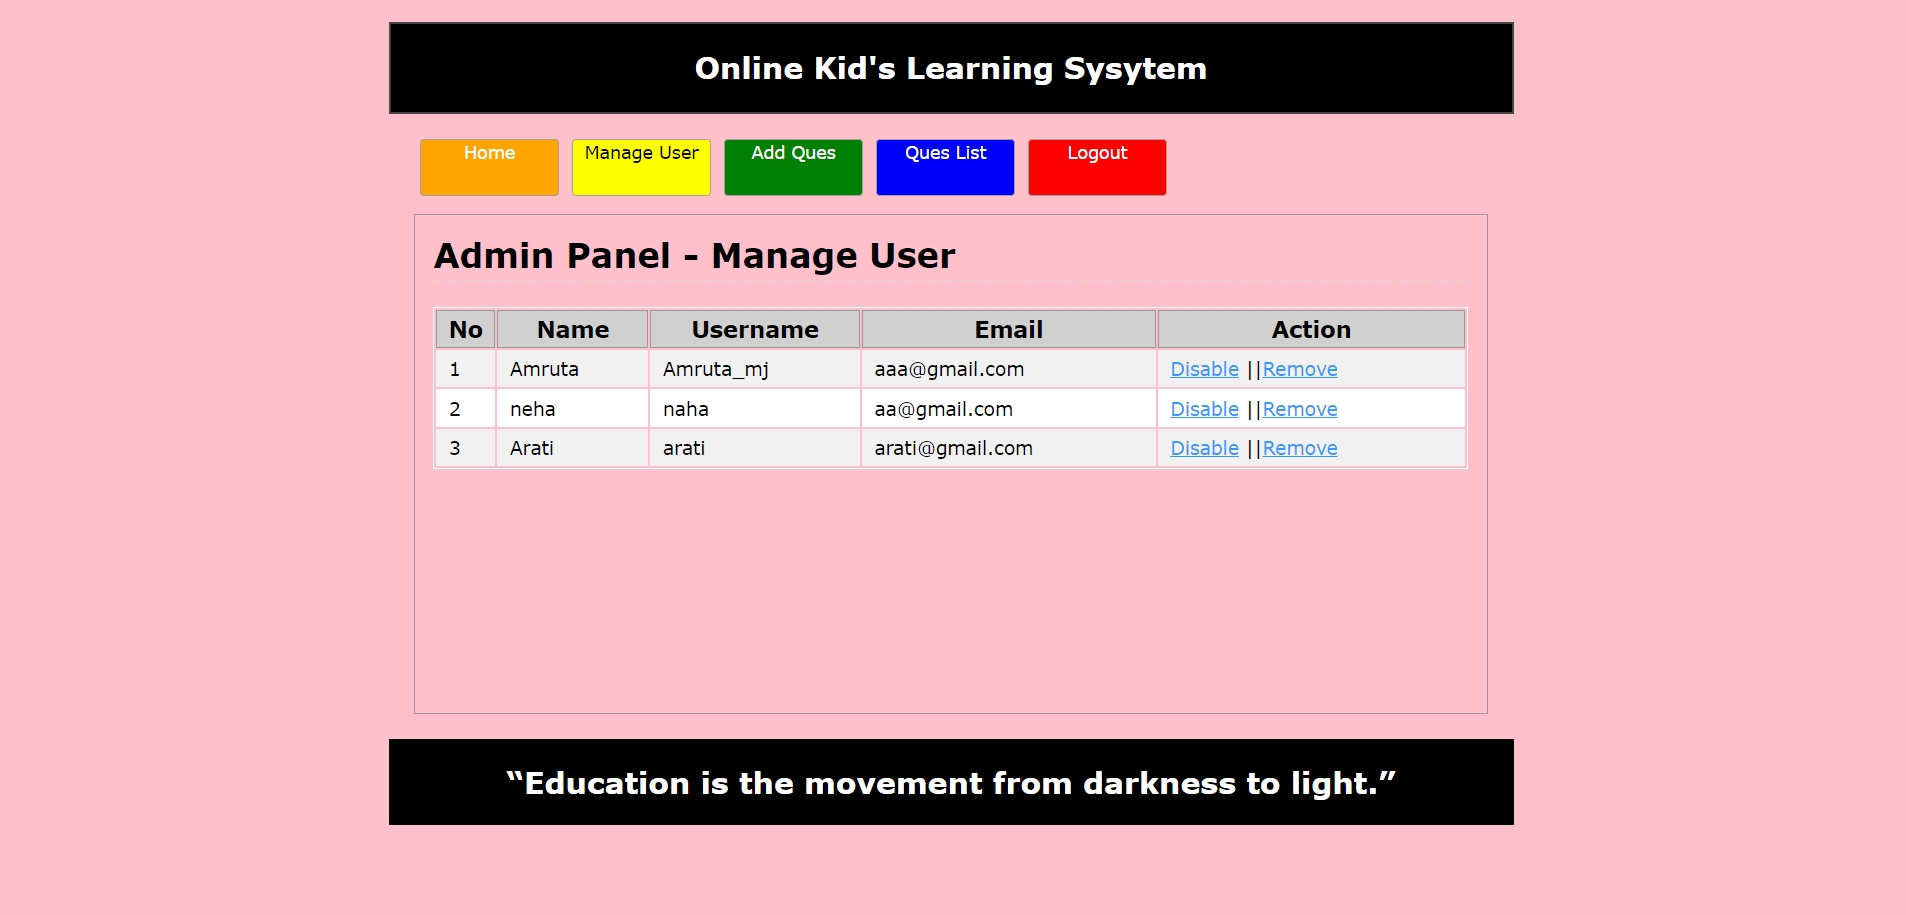 Online Kid's Learning Sysytem
Home Manage User Add Ques Ques List Logout
Admin Panel - Manage User
No Name Username Email Action
1 Amruta Amruta_mj aaa@gmail.com Disable ||Remove
2 neha naha aa@gmail.com Disable ||Remove
3 Arati arati arati@gmail.com Disable ||Remove
“Education is the movement from darkness to light.”